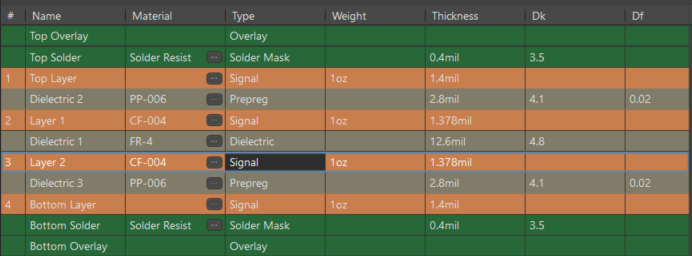 # Name Material Type Weight Thickness Dk Df
Top Overlay Overlay
Top Solder Solder Resist ... Solder Mask 0.4mil 3.5
1 Top Layer ... Signal 1oz 1.4mil
Dielectric 2 PP-006 ... Prepreg 2.8mil 4.1 0.02
2 Layer 1 CF-004 ... Signal 1oz 1.378mil
Dielectric 1 FR-4 ... Dielectric 12.6mil 4.8
3 Layer 2 CF-004 ... Signal 1oz 1.378mil
Dielectric 3 PP-006 ... Prepreg 2.8mil 4.1 0.02
4 Bottom Layer ... Signal 1oz 1.4mil
Bottom Solder Solder Resist ... Solder Mask 0.4mil 3.5
Bottom Overlay Overlay